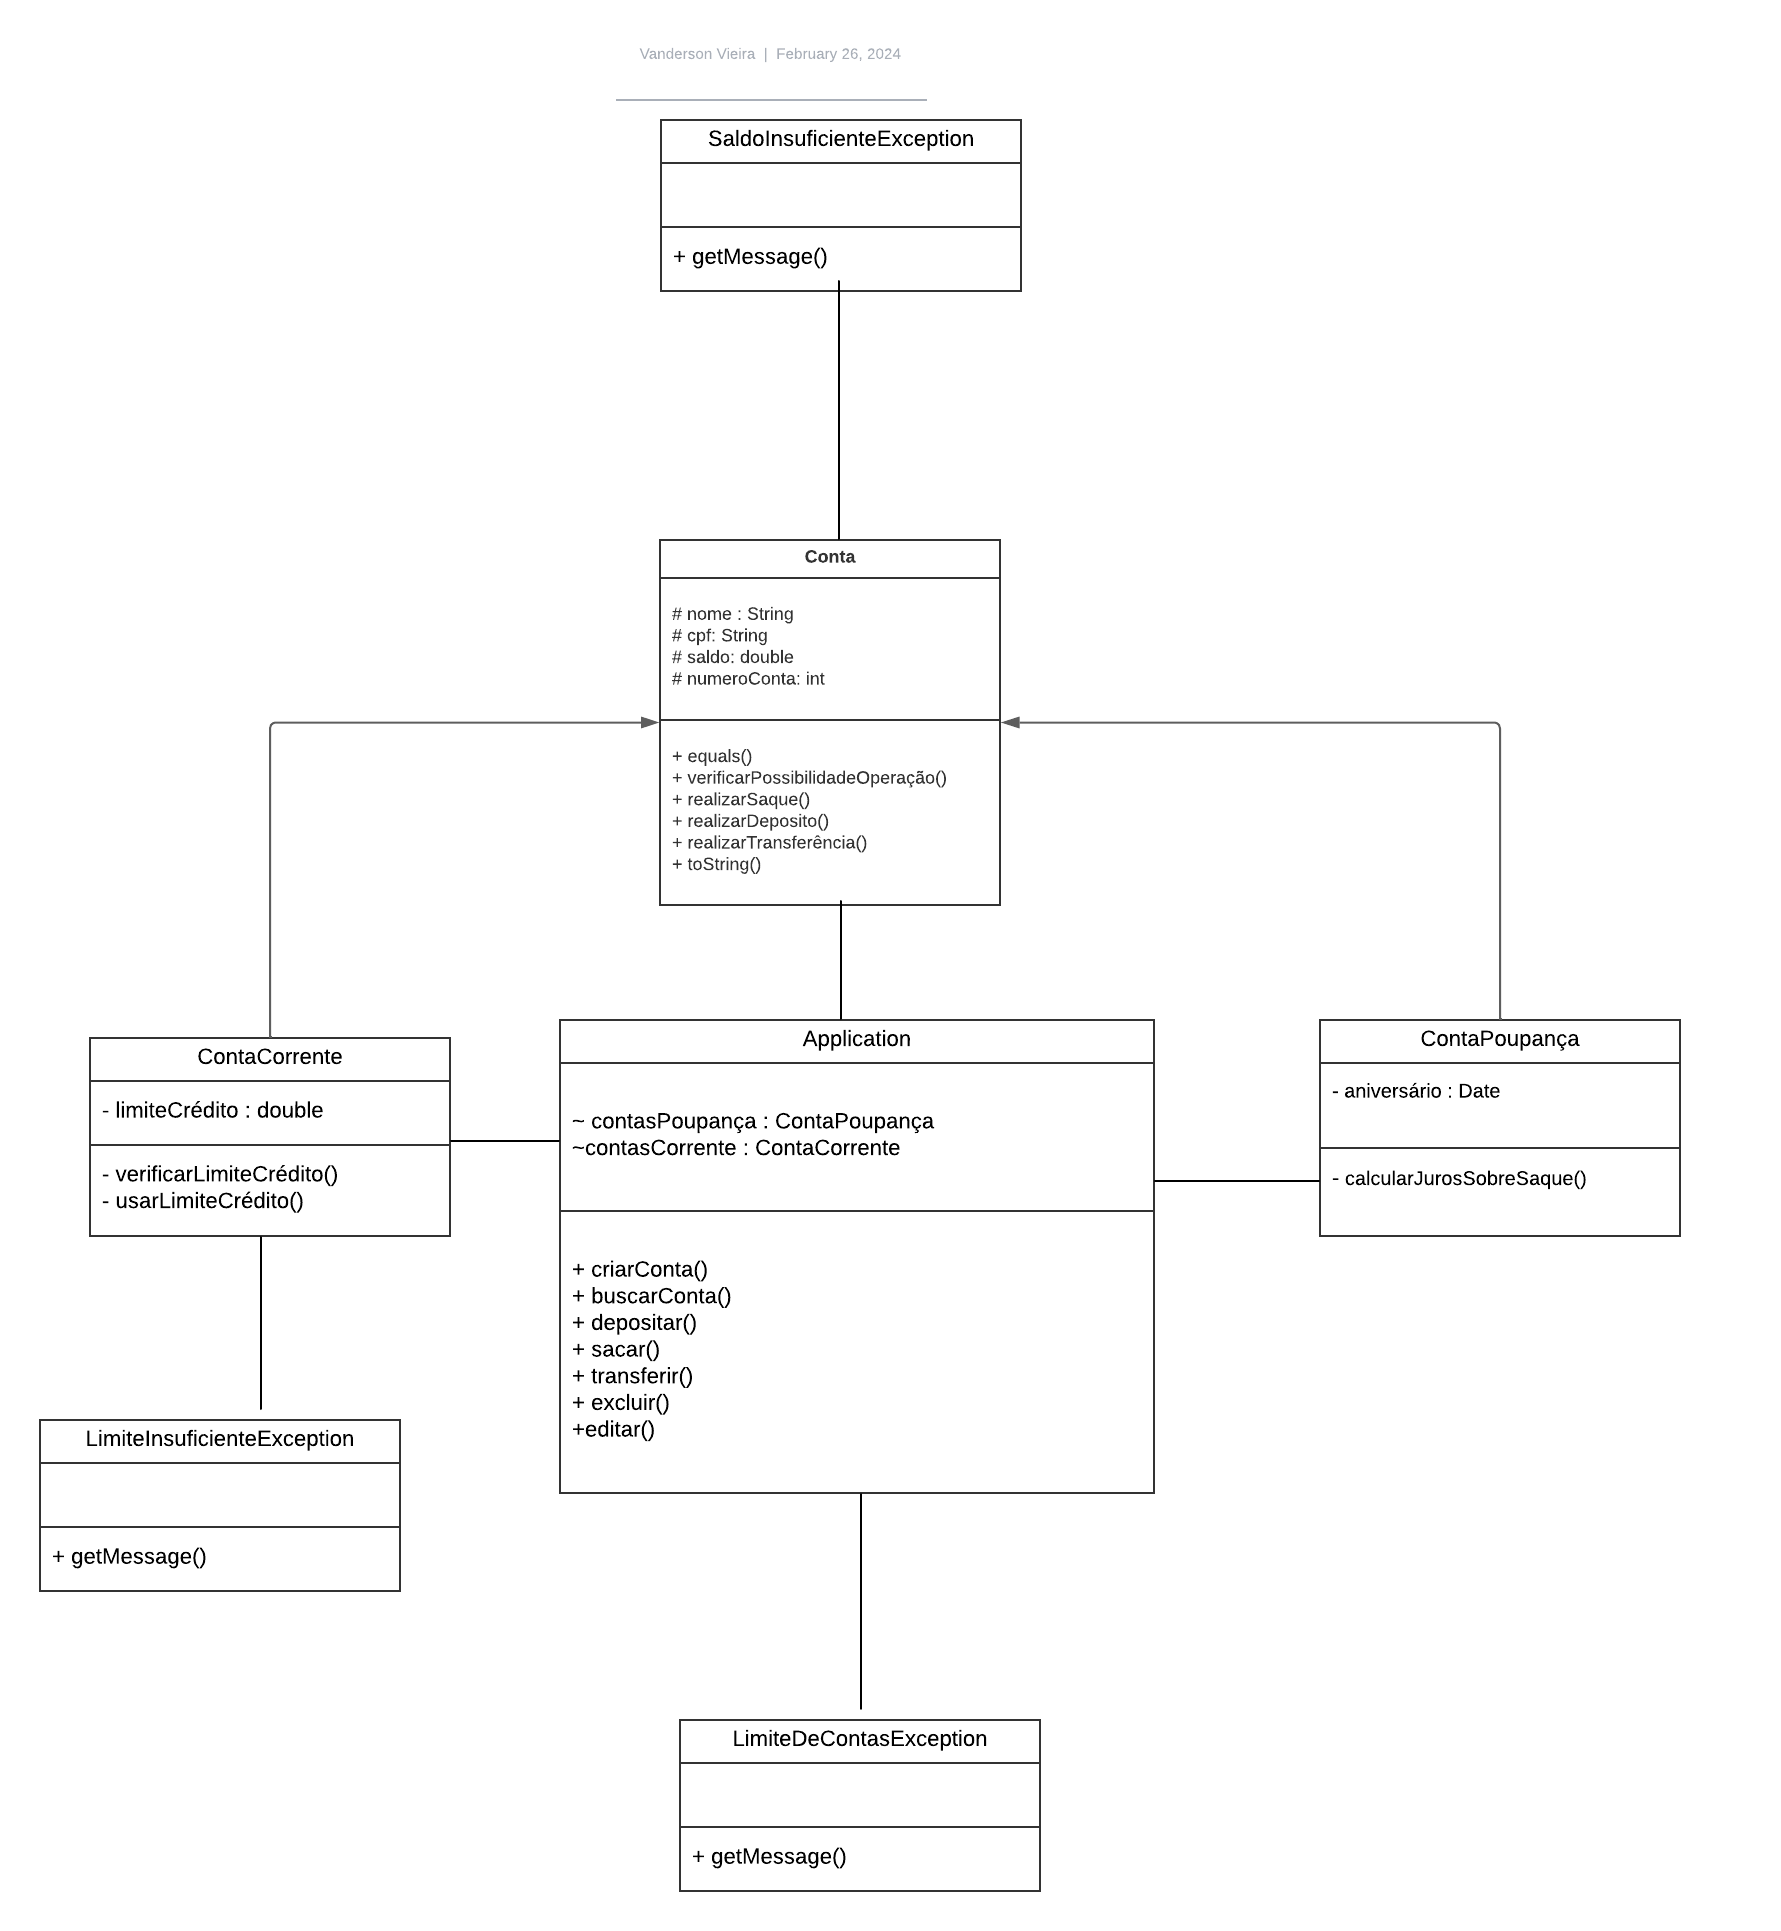 Vanderson Vieira | February 26, 2024
SaldoInsuficienteException
+ getMessage()
Conta
# nome : String
# cpf: String
# saldo: double
# numeroConta: int
+ equals()
+ verificarPossibilidadeOperação()
+ realizarSaque()
+ realizarDeposito()
+ realizarTransferência()
+ toString()
ContaCorrente
- limiteCrédito : double
- verificarLimiteCrédito()
- usarLimiteCrédito()
Application
~ contasPoupança : ContaPoupança
~contasCorrente : ContaCorrente
+ criarConta()
+ buscarConta()
+ depositar()
+ sacar()
+ transferir()
+ excluir()
+editar()
ContaPoupança
- aniversário : Date
- calcularJurosSobreSaque()
LimiteInsuficienteException
+ getMessage()
LimiteDeContasException
+ getMessage()